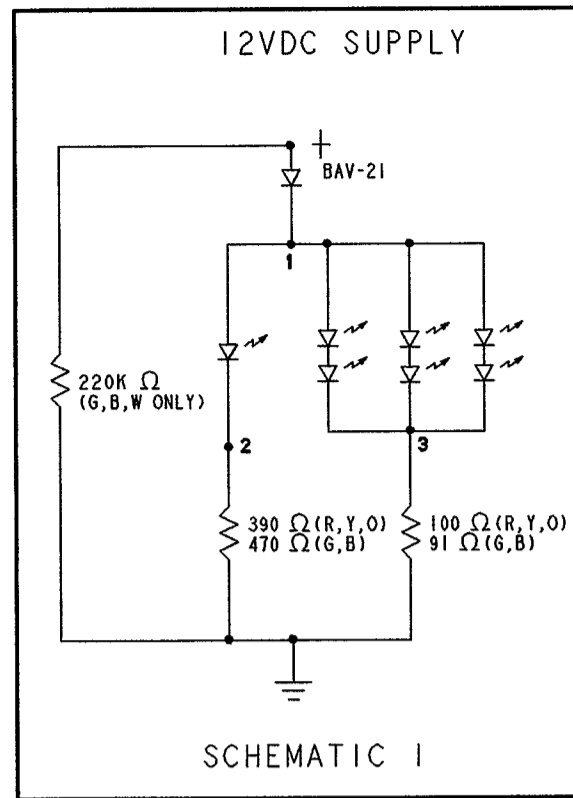 12VDC SUPPLY
+
BAV-21
1
220K Ω
(G,B,W ONLY)
2
3
390 Ω(R,Y,O)
470 Ω(G,B)
100 Ω(R,Y,O)
91 Ω(G,B)
SCHEMATIC 1